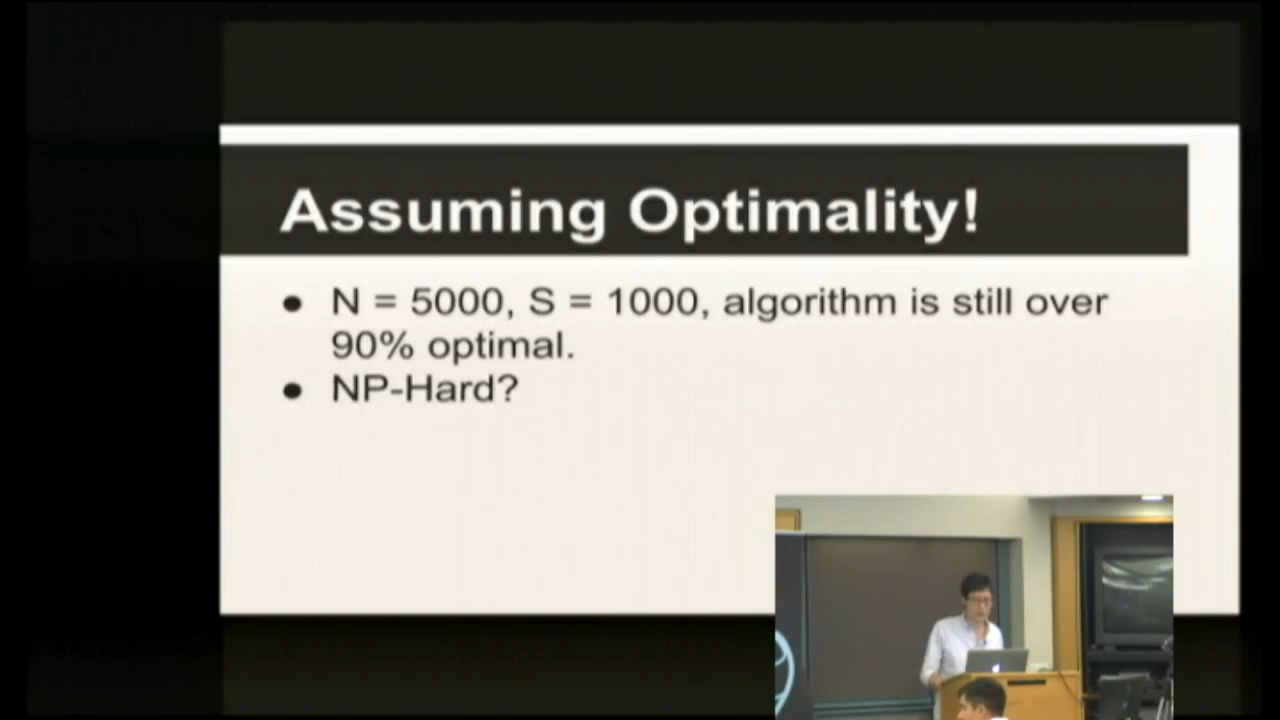 Assuming Optimality!
● N = 5000, S = 1000, algorithm is still over
90% optimal.
● NP-Hard?